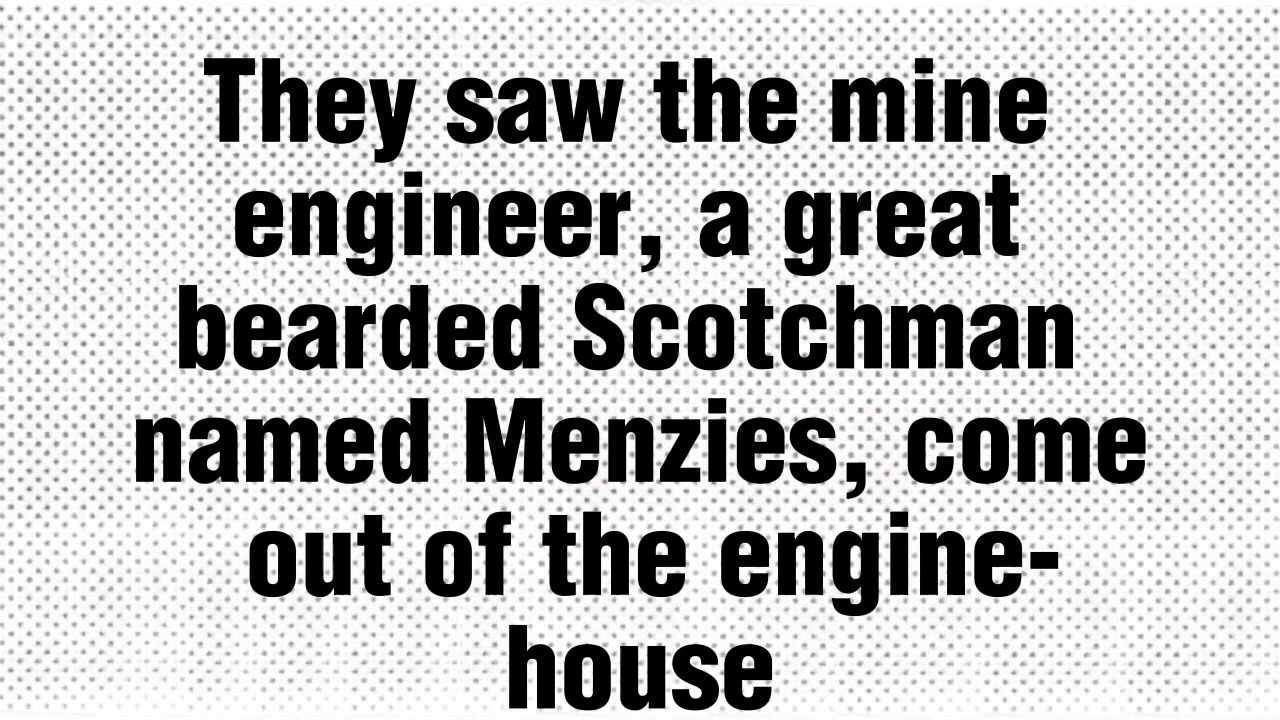 They saw the mine
engineer, a great
bearded Scotchman
named Menzies, come
out of the engine-
house